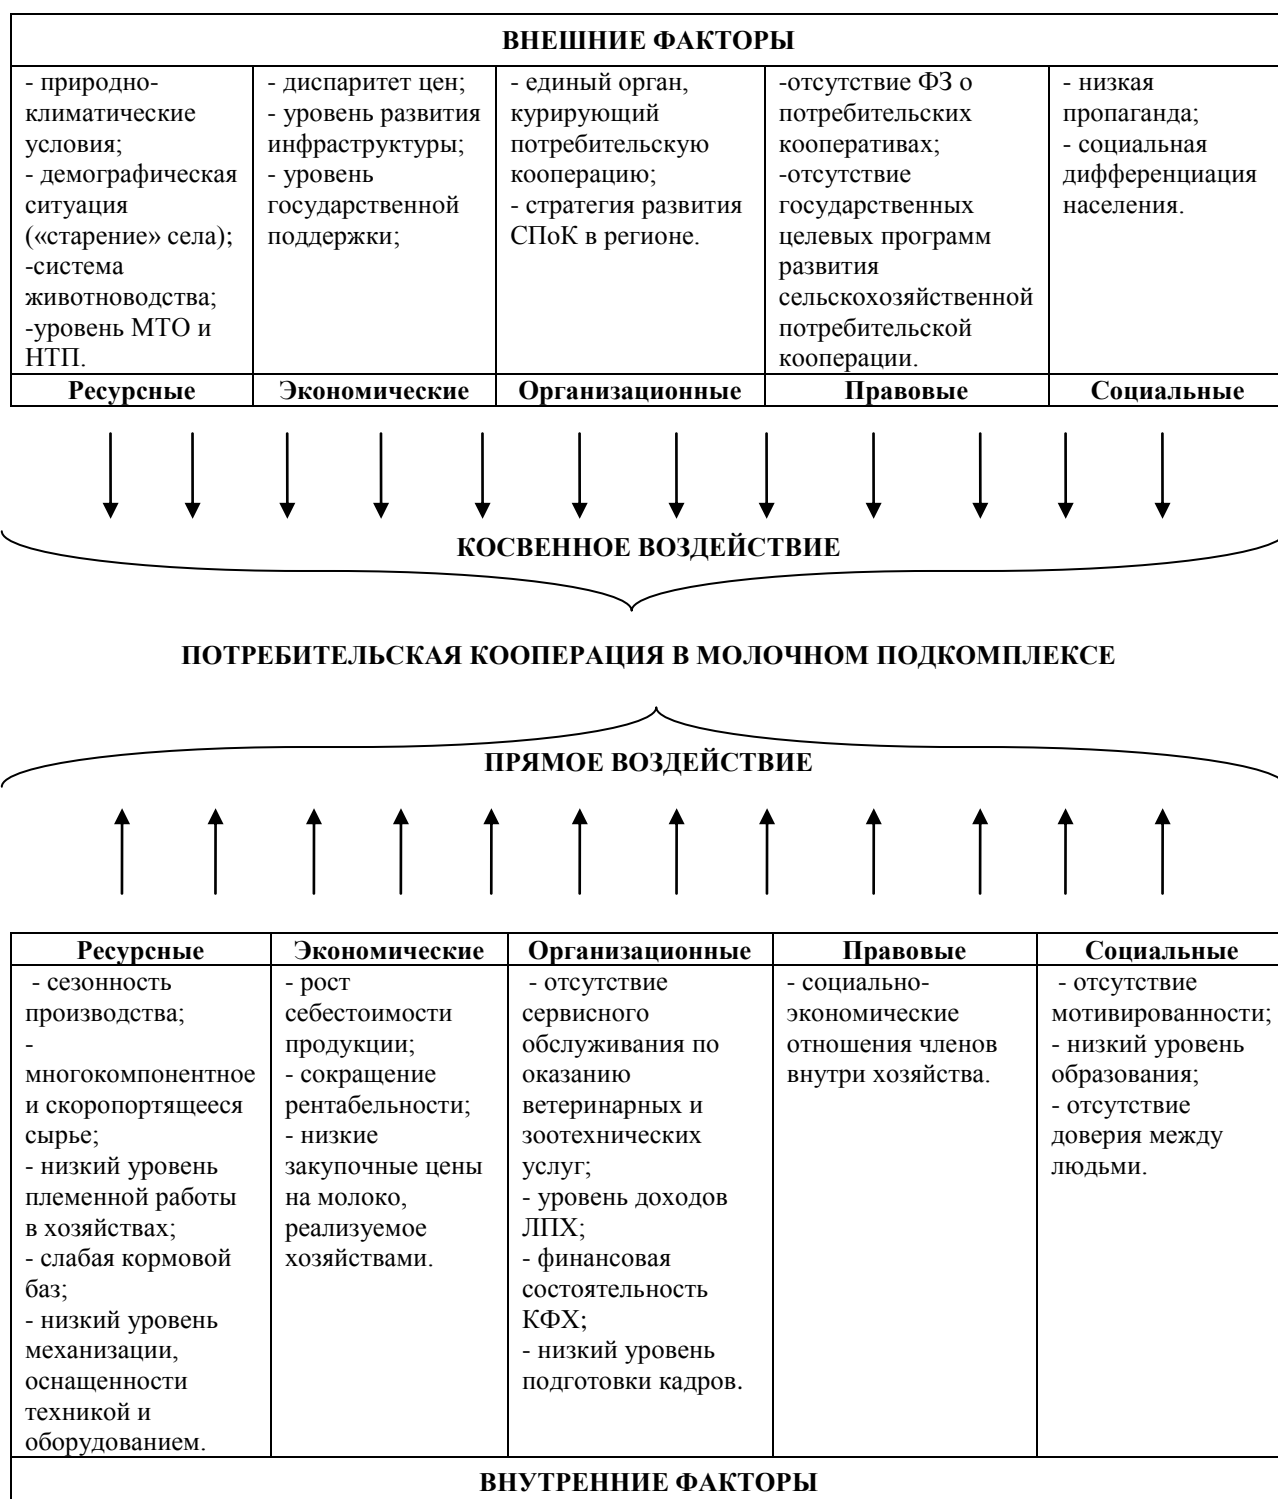 ВНЕШНИЕ ФАКТОРЫ
- природно-
климатические
условия;
- демографическая
ситуация
(«старение» села);
-система
животноводства;
-уровень МТО и
НТП.
- диспаритет цен;
- уровень развития
инфраструктуры;
- уровень
государственной
поддержки;
- единый орган,
курирующий
потребительскую
кооперацию;
- стратегия развития
СПоК в регионе.
-отсутствие ФЗ о
потребительских
кооперативах;
-отсутствие
государственных
целевых программ
развития
сельскохозяйственной
потребительской
кооперации.
- низкая
пропаганда;
- социальная
дифференциация
населения.
Ресурсные
Экономические
Организационные
Правовые
Социальные
КОСВЕННОЕ ВОЗДЕЙСТВИЕ
ПОТРЕБИТЕЛЬСКАЯ КООПЕРАЦИЯ В МОЛОЧНОМ ПОДКОМПЛЕКСЕ
ПРЯМОЕ ВОЗДЕЙСТВИЕ
Ресурсные
Экономические
Организационные
Правовые
Социальные
- сезонность
производства;
-
многокомпонентное
и скоропортящееся
сырье;
- низкий уровень
племенной работы
в хозяйствах;
- слабая кормовой
баз;
- низкий уровень
механизации,
оснащенности
техникой и
оборудованием.
- рост
себестоимости
продукции;
- сокращение
рентабельности;
- низкие
закупочные цены
на молоко,
реализуемое
хозяйствами.
- отсутствие
сервисного
обслуживания по
оказанию
ветеринарных и
зоотехнических
услуг;
- уровень доходов
ЛПХ;
- финансовая
состоятельность
КФХ;
- низкий уровень
подготовки кадров.
- социально-
экономические
отношения членов
внутри хозяйства.
- отсутствие
мотивированности;
- низкий уровень
образования;
- отсутствие
доверия между
людьми.
ВНУТРЕННИЕ ФАКТОРЫ